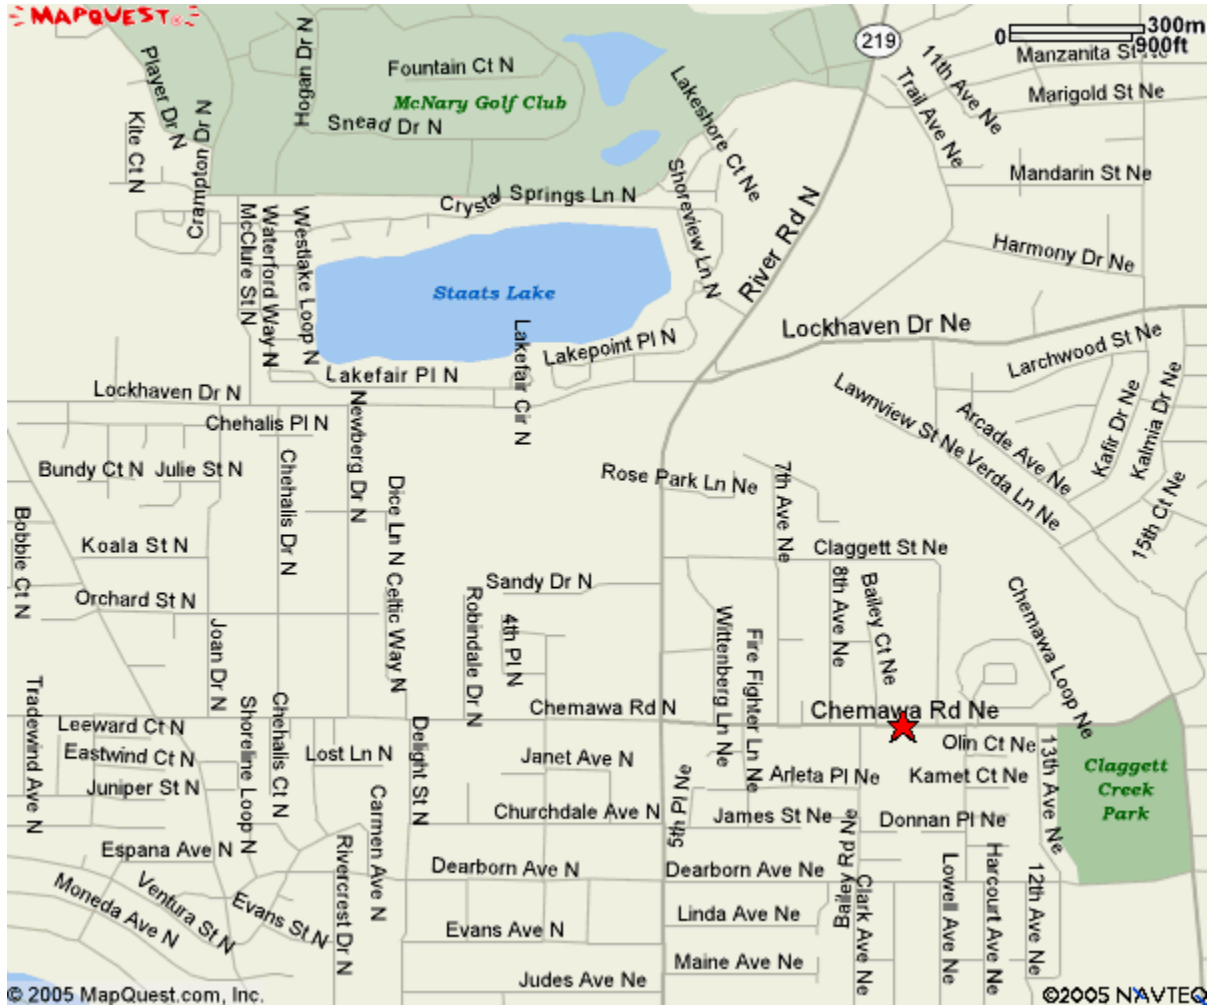 MAPQUEST®
219
0
300m
900ft
Manzanita St Ne
Marigold St Ne
11th Ave Ne
Trail Ave Ne
Mandarin St Ne
Harmony Dr Ne
Player Dr N
Hogan Dr N
Fountain Ct N
McNary Golf Club
Snead Dr N
Kite Ct N
Crampton Dr N
Lakeshore Ct Ne
Shoreview Ln N
River Rd N
Crystal Springs Ln N
McClure St N
Waterford Way N
Westlake Loop N
Staats Lake
Lockhaven Dr Ne
Lakefair Cir N
Lakepoint Pl N
Lakefair Pl N
Larchwood St Ne
Lockhaven Dr N
Newberg Dr N
Lawnview St Ne
Arcade Ave Ne
Kafir Dr Ne
Kalmia Dr Ne
Chehalis Pl N
Bundy Ct N
Julie St N
Chehalis Dr N
Dice Ln N
Rose Park Ln Ne
7th Ave Ne
Verda Ln Ne
15th Ct Ne
Bobbie Ct N
Koala St N
Claggett St Ne
Orchard St N
Celtic Way N
Sandy Dr N
Robindale Dr N
4th Pl N
Wittenberg Ln Ne
Fire Fighter Ln Ne
8th Ave Ne
Bailey Ct Ne
Chemawa Loop Ne
Joan Dr N
Tradewind Ave N
Leeward Ct N
Shoreline Loop N
Chehalis Ct N
Chemawa Rd N
Chemawa Rd Ne
Eastwind Ct N
Lost Ln N
Delight St N
Janet Ave N
Olin Ct Ne
13th Ave Ne
Claggett
Creek
Park
Juniper St N
Carmen Ave N
5th Pl Ne
Arleta Pl Ne
Kamet Ct Ne
Churchdale Ave N
James St Ne
Donnan Pl Ne
Espana Ave N
Rivercrest Dr N
Dearborn Ave N
Dearborn Ave Ne
Bailey Rd Ne
Clark Ave Ne
Lowell Ave Ne
Harcourt Ave Ne
12th Ave Ne
Moneda Ave N
Ventura St N
Evans St N
Evans Ave N
Linda Ave Ne
Maine Ave Ne
Judes Ave Ne
© 2005 MapQuest.com, Inc.
©2005 NAVTEQ